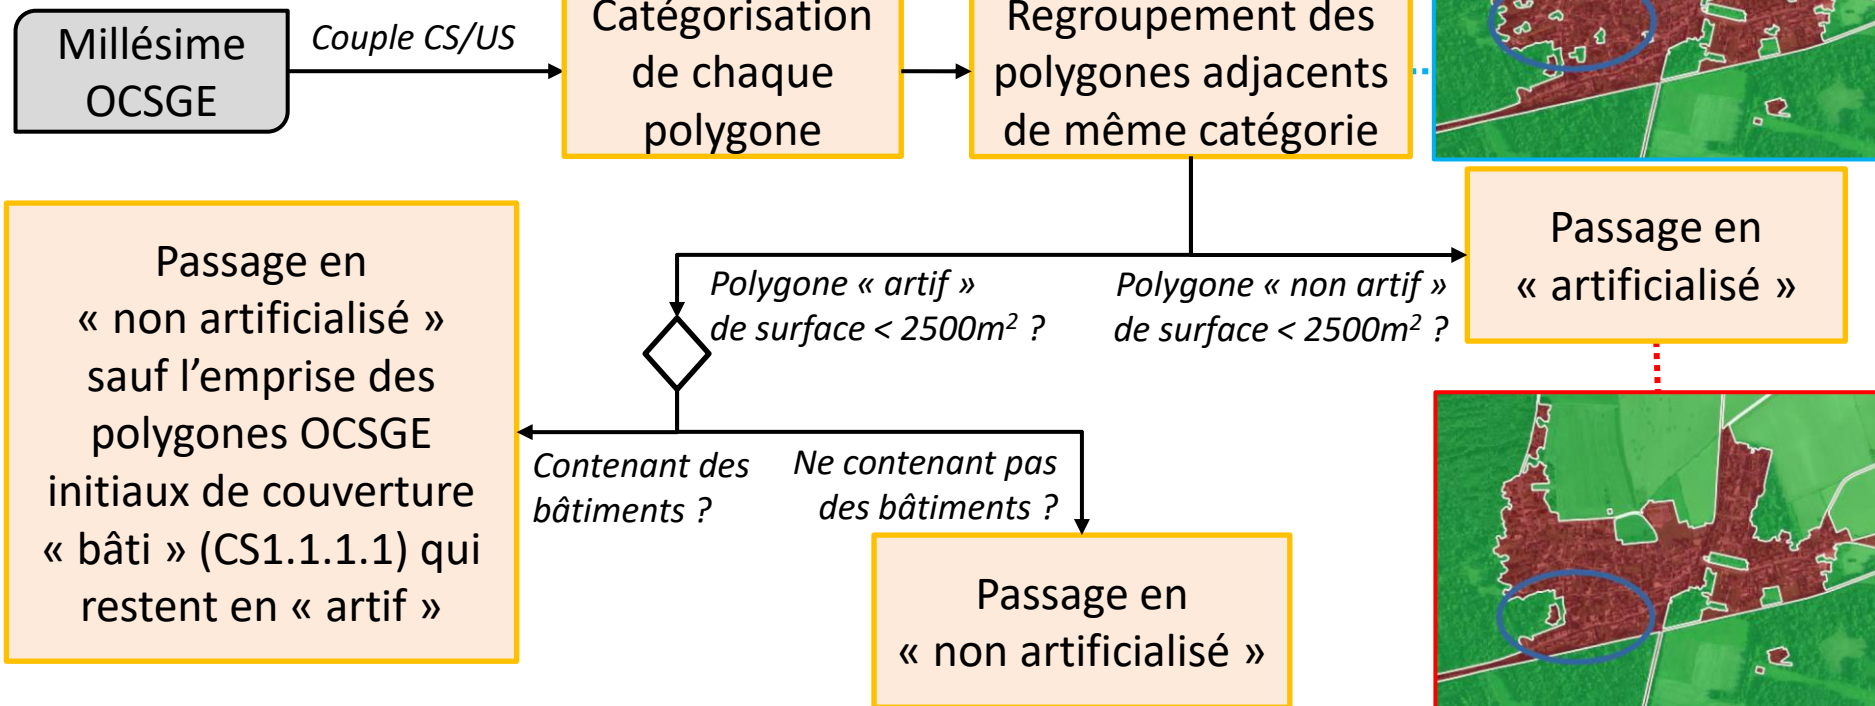 Millésime
OCSGE
Couple CS/US
Catégorisation
de chaque
polygone
Regroupement des
polygones adjacents
de même catégorie
Passage en
« non artificialisé »
sauf l’emprise des
polygones OCSGE
initiaux de couverture
« bâti » (CS1.1.1.1) qui
restent en « artif »
Polygone « artif »
de surface < 2500m² ?
Polygone « non artif »
de surface < 2500m² ?
Passage en
« artificialisé »
Contenant des
bâtiments ?
Ne contenant pas
des bâtiments ?
Passage en
« non artificialisé »